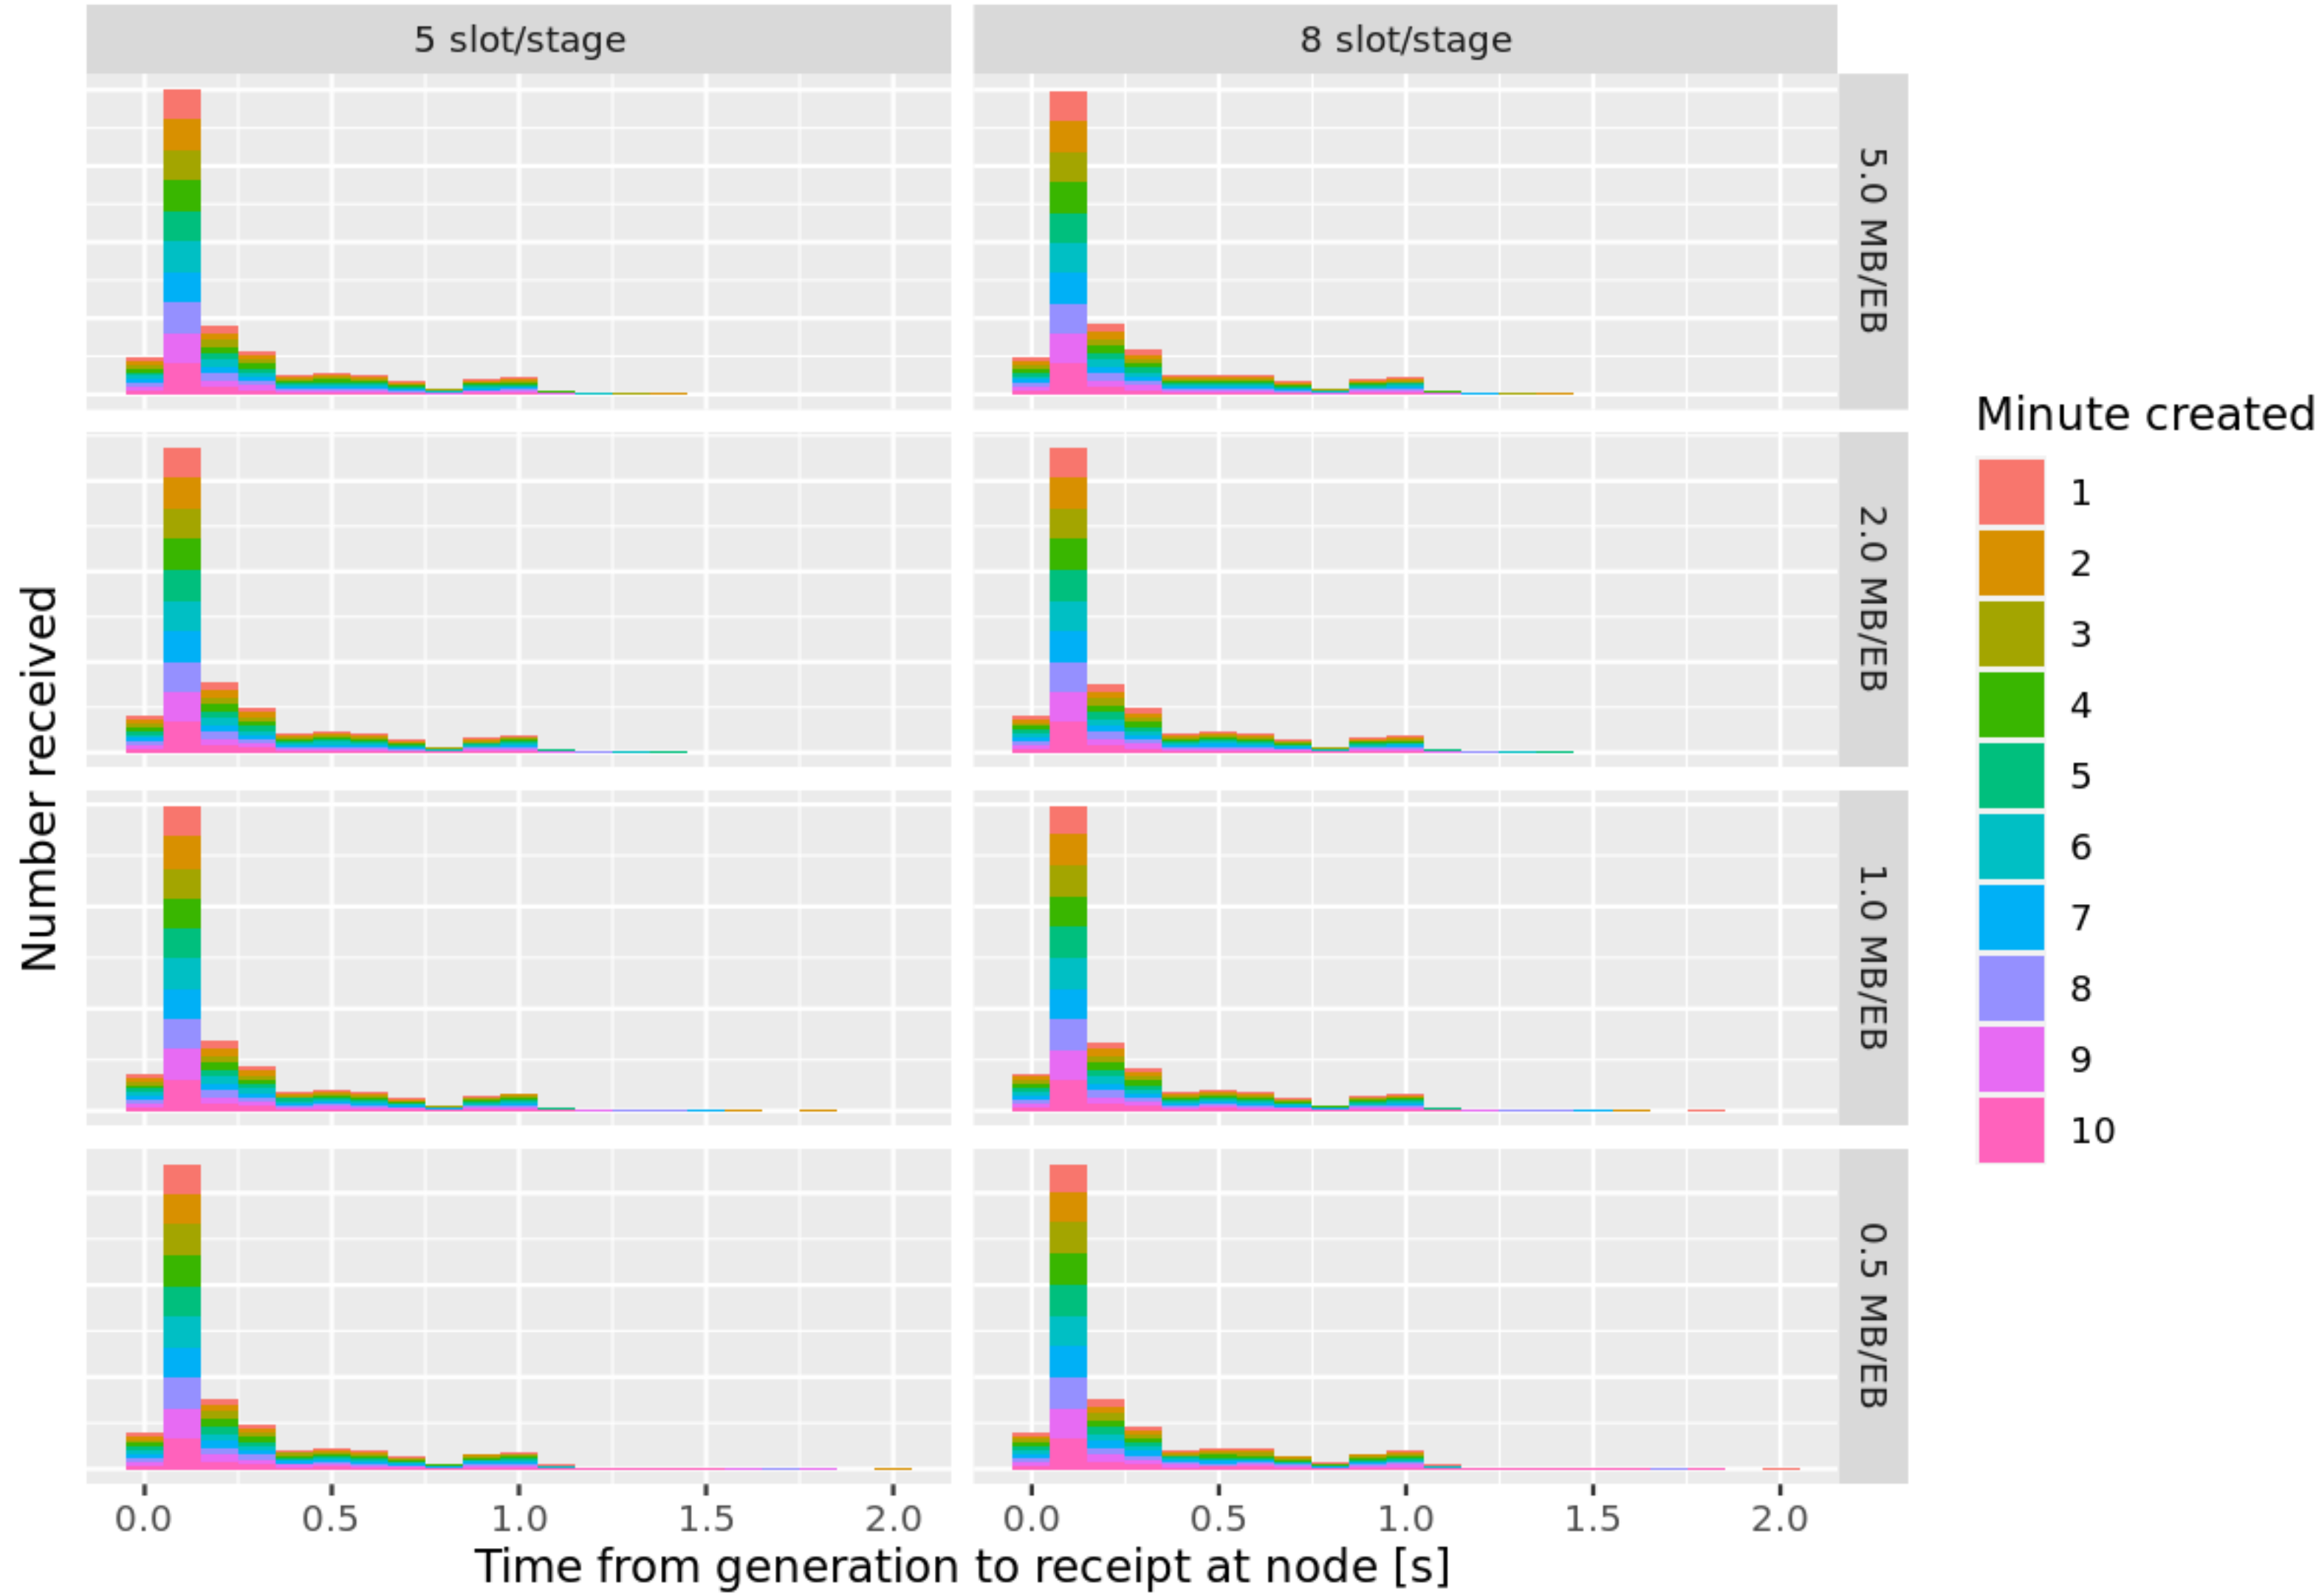 5 slot/stage
8 slot/stage
5.0 MB/EB
2.0 MB/EB
1.0 MB/EB
0.5 MB/EB
Number received
0.0 0.5 1.0 1.5 2.0
0.0 0.5 1.0 1.5 2.0
Time from generation to receipt at node [s]
Minute created
1
2
3
4
5
6
7
8
9
10